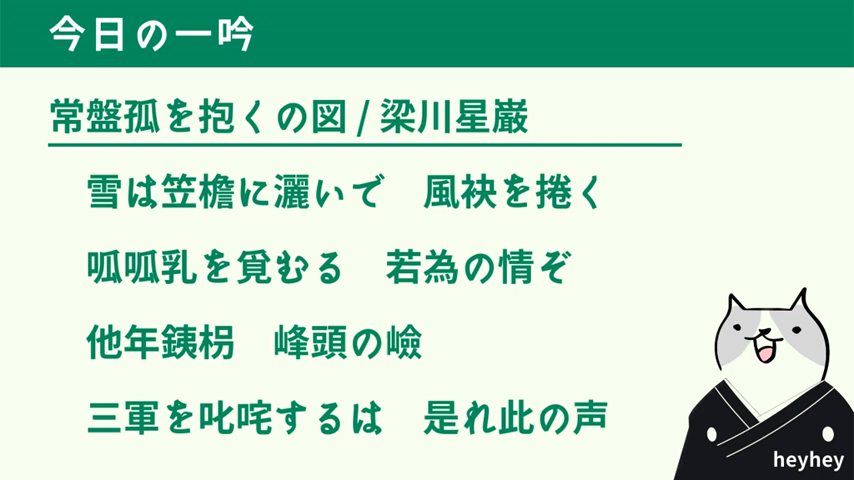 今日の一吟
常盤孤を抱くの図 / 梁川星巌
雪は笠檐に灑いで　風袂を捲く
呱呱乳を覓むる　若為の情ぞ
他年銕枴　峰頭の嶮
三軍を叱咤するは　是れ此の声
heyhey